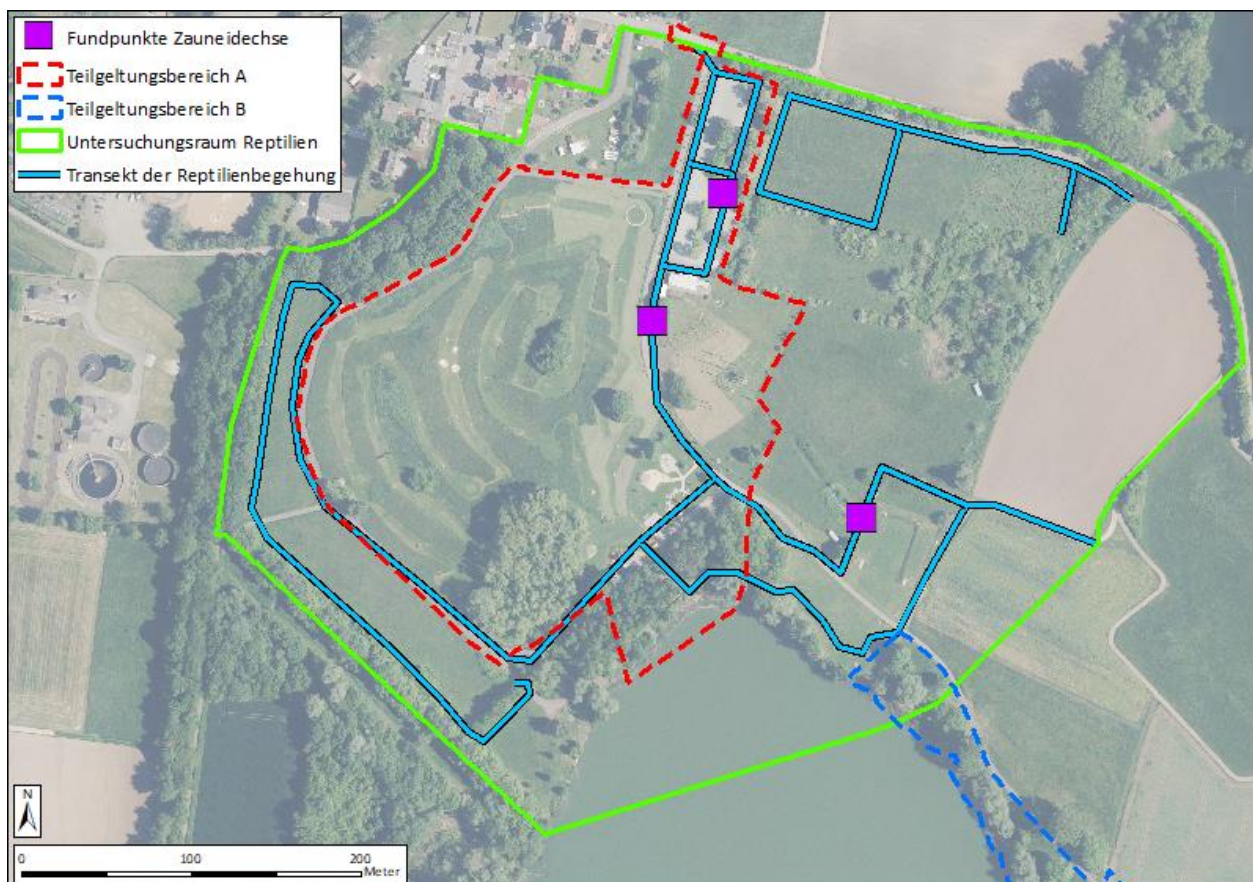 Fundpunkte Zauneidechse
Teilgeltungsbereich A
Teilgeltungsbereich B
Untersuchungsraum Reptilien
Transekt der Reptilienbegehung
N
0 100 200
Meter